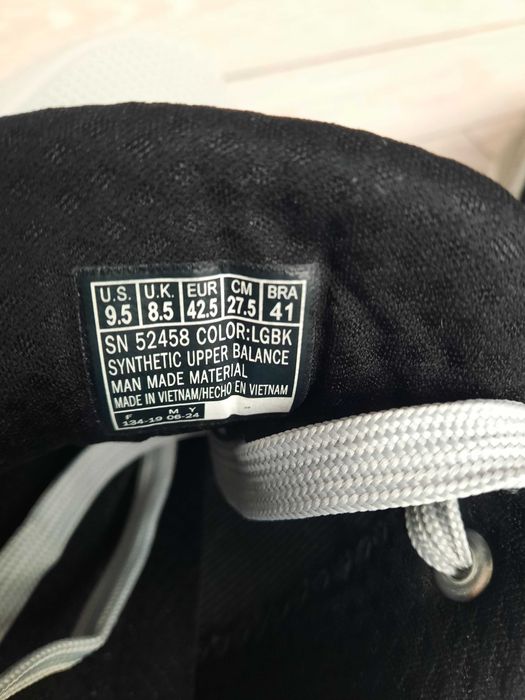 U.S. U.K. EUR CM BRA
9.5 8.5 42.5 27.5 41
SN 52458 COLOR:LGBK
SYNTHETIC UPPER BALANCE
MAN MADE MATERIAL
MADE IN VIETNAM/HECHO EN VIETNAM
F M Y
134-19 06-24